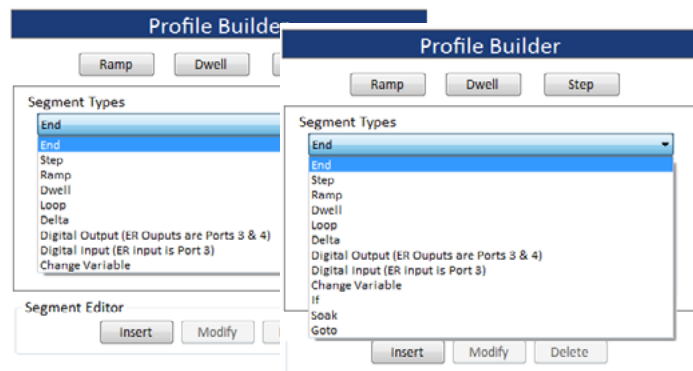 Profile Builde
Ramp Dwell
Segment Types
End
End
Step
Ramp
Dwell
Loop
Delta
Digital Output (ER Ouputs are Ports 3 & 4)
Digital Input (ER input is Port 3)
Change Variable
Segment Editor
Insert Modify
Profile Builder
Ramp Dwell Step
Segment Types
End
End
Step
Ramp
Dwell
Loop
Delta
Digital Output (ER Ouputs are Ports 3 & 4)
Digital Input (ER input is Port 3)
Change Variable
If
Soak
Goto
Insert Modify Delete